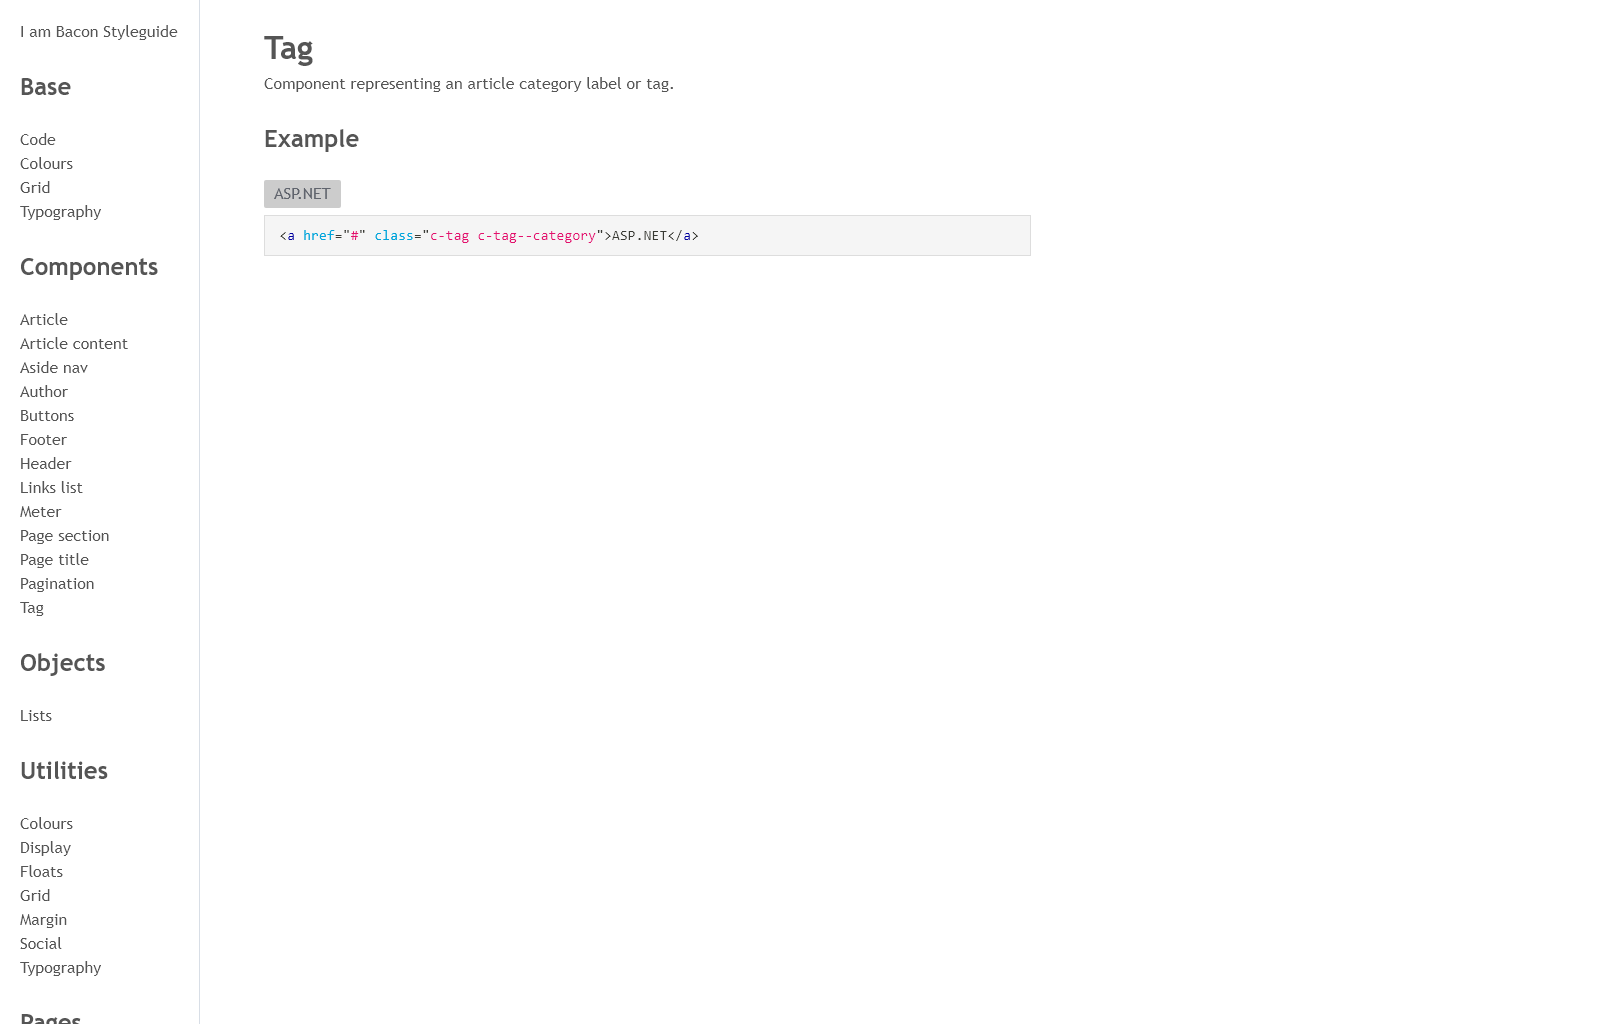 I am Bacon Styleguide
Base
Code
Colours
Grid
Typography
Components
Article
Article content
Aside nav
Author
Buttons
Footer
Header
Links list
Meter
Page section
Page title
Pagination
Tag
Objects
Lists
Utilities
Colours
Display
Floats
Grid
Margin
Social
Typography
Pages
Tag
Component representing an article category label or tag.
Example
ASP.NET
<a href="#" class="c-tag c-tag--category">ASP.NET</a>